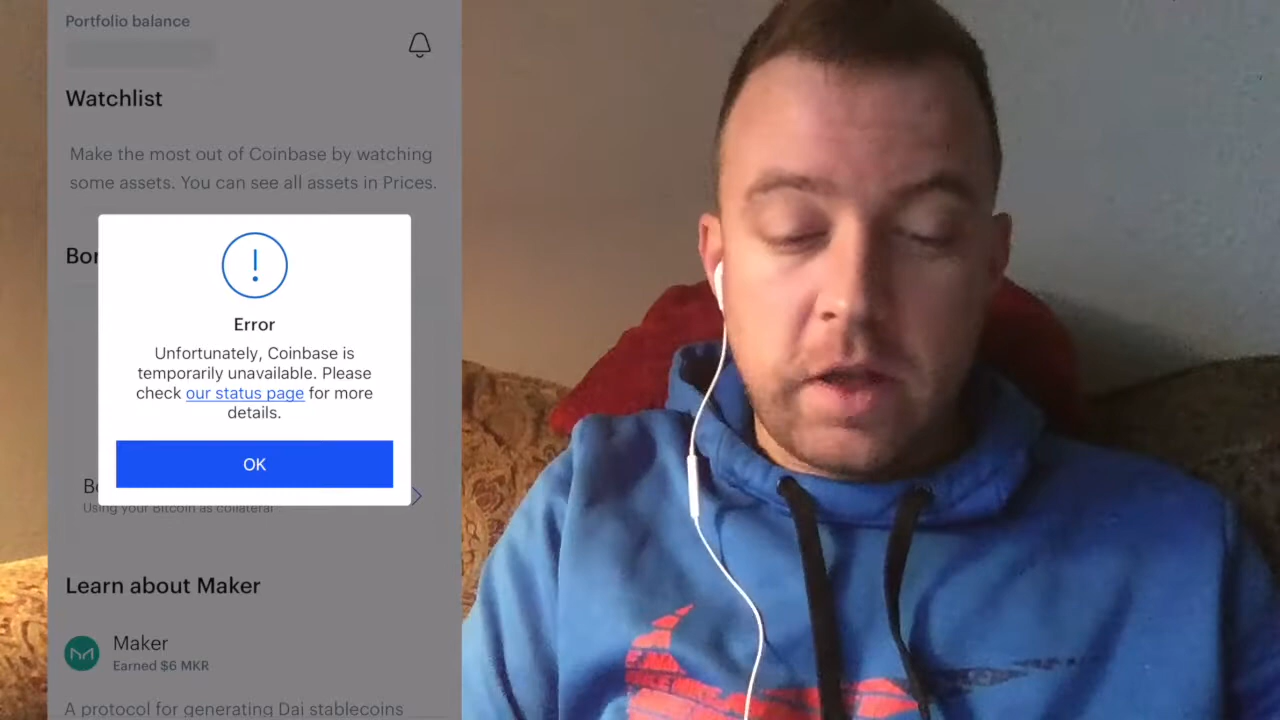 Portfolio balance
Watchlist
Make the most out of Coinbase by watching
some assets. You can see all assets in Prices.
Error
Unfortunately, Coinbase is
temporarily unavailable. Please
check our status page for more
details.
OK
Using your Bitcoin as collateral
Learn about Maker
Maker
Earned $6 MKR
A protocol for generating Dai stablecoins